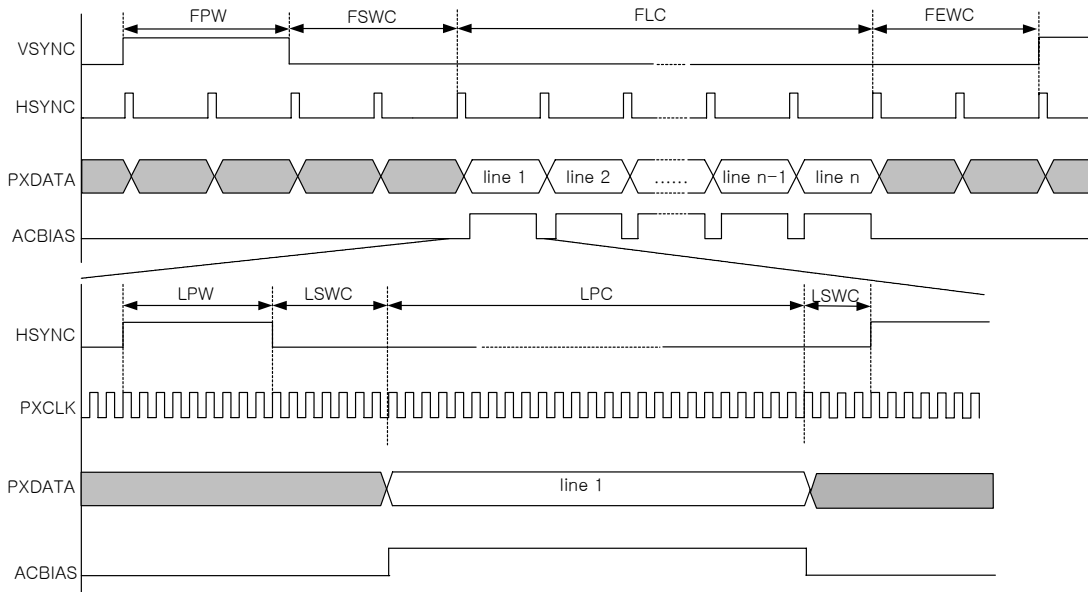 FPW FSWC FLC FEWC
VSYNC
HSYNC
PXDATA line 1 line 2 ...... line n-1 line n
ACBIAS
LPW LSWC LPC LSWC
HSYNC
PXCLK
PXDATA line 1
ACBIAS